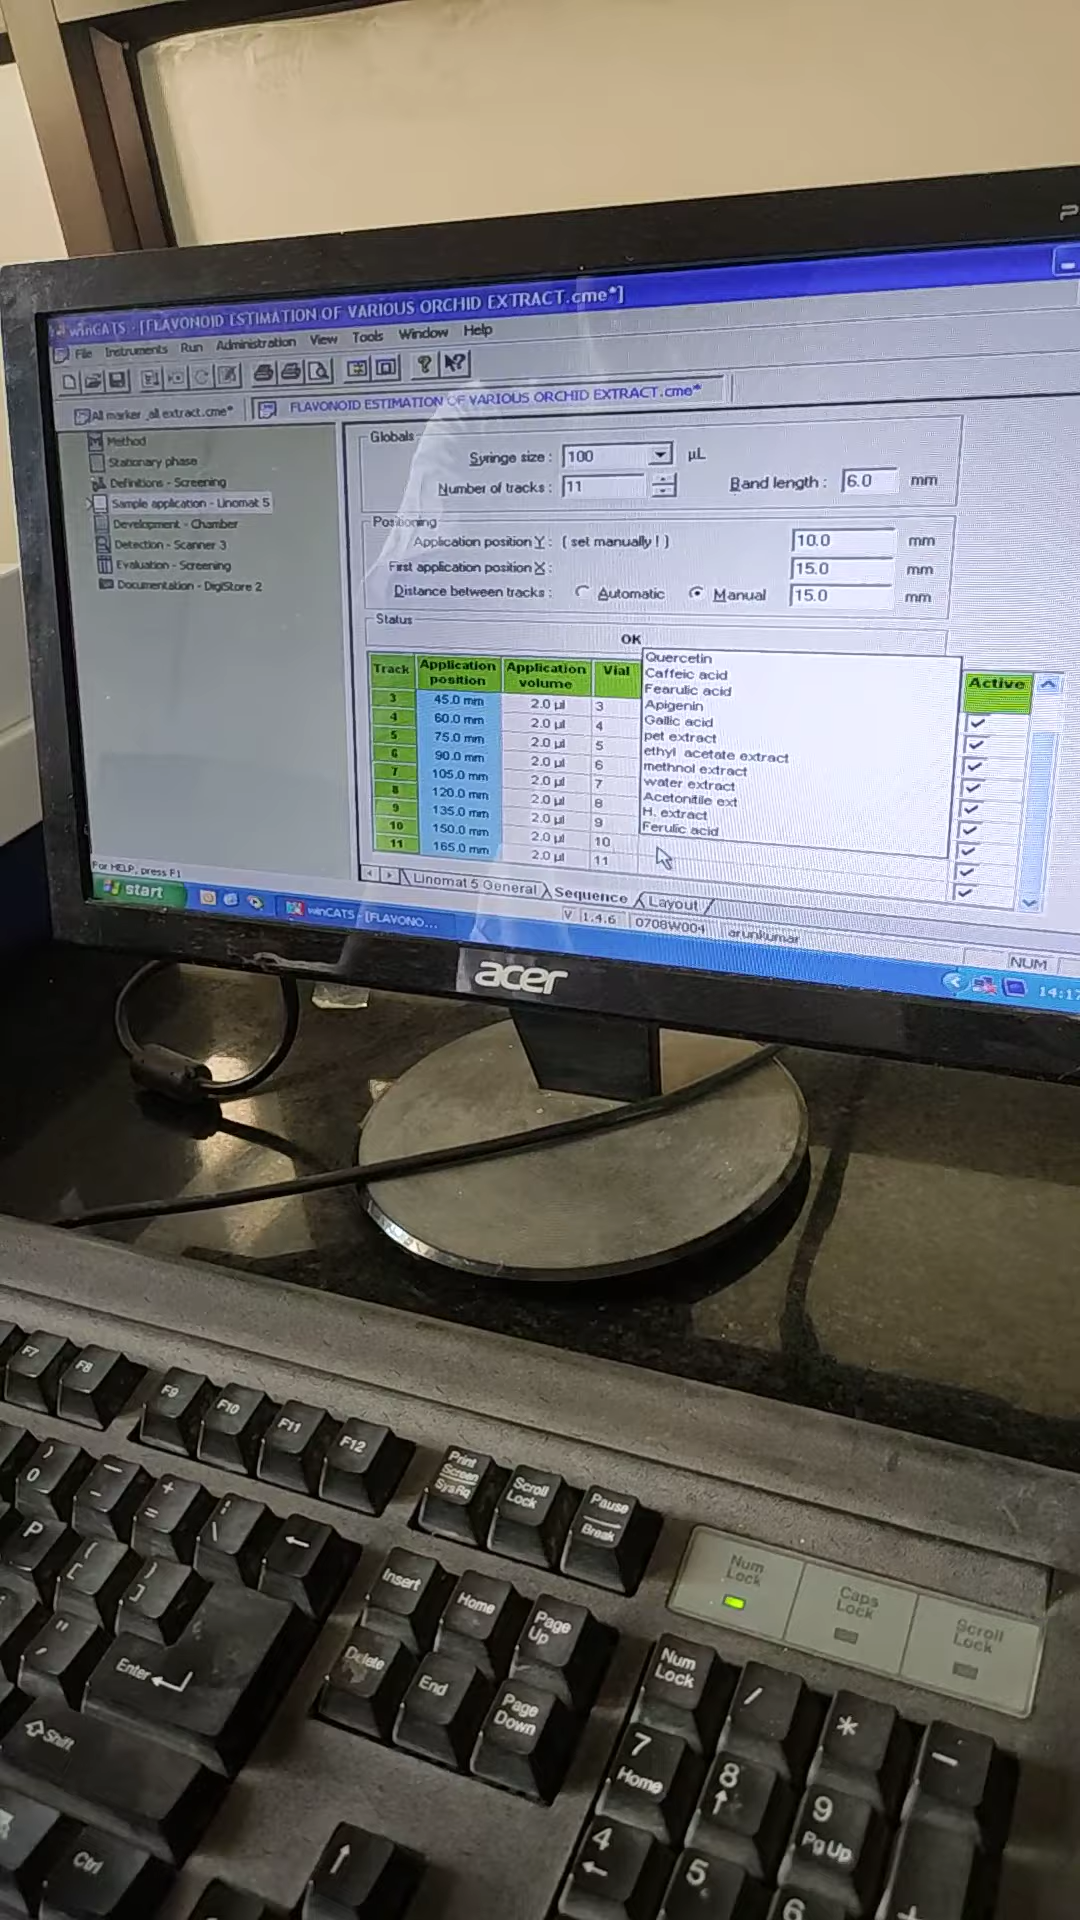 winCATS - [FLAVONOID ESTIMATION OF VARIOUS ORCHID EXTRACT.cme*]
File Instruments Run Administration View Tools Window Help
All marker _all extract.cme* FLAVONOID ESTIMATION OF VARIOUS ORCHID EXTRACT.cme*
Method
Stationary phase
Definitions - Screening
Sample application - Linomat 5
Development - Chamber
Detection - Scanner 3
Evaluation - Screening
Documentation - DigiStore 2
Globals
Syringe size : 100 µL
Number of tracks : 11 Band length : 6.0 mm
Positioning
Application position Y : ( set manually ! ) 10.0 mm
First application position X : 15.0 mm
Distance between tracks : Automatic Manual 15.0 mm
Status
OK
Track Application position Application volume Vial Active
3 45.0 mm 2.0 µl 3
4 60.0 mm 2.0 µl 4
5 75.0 mm 2.0 µl 5
6 90.0 mm 2.0 µl 6
7 105.0 mm 2.0 µl 7
8 120.0 mm 2.0 µl 8
9 135.0 mm 2.0 µl 9
10 150.0 mm 2.0 µl 10
11 165.0 mm 2.0 µl 11
Quercetin
Caffeic acid
Fearulic acid
Apigenin
Gallic acid
pet extract
ethyl acetate extract
methnol extract
water extract
Acetonitile ext
H. extract
Ferulic acid
Linomat 5 General Sequence Layout
For HELP, press F1
V 1.4.6 0708W004 arunkumar NUM
start winCATS - [FLAVONO... 14:17
acer
F7 F8 F9 F10 F11 F12
Print Screen SysRq
Scroll Lock
Pause Break
Num Lock
Caps Lock
Scroll Lock
) 0
_ -
+ =
| \
←
P
{ [
} ]
" '
Enter
Shift
Ctrl
Insert Home Page Up
Delete End Page Down
↑
Num Lock / * -
7 Home
8 ↑
9 PgUp
4 ←
5
6
+